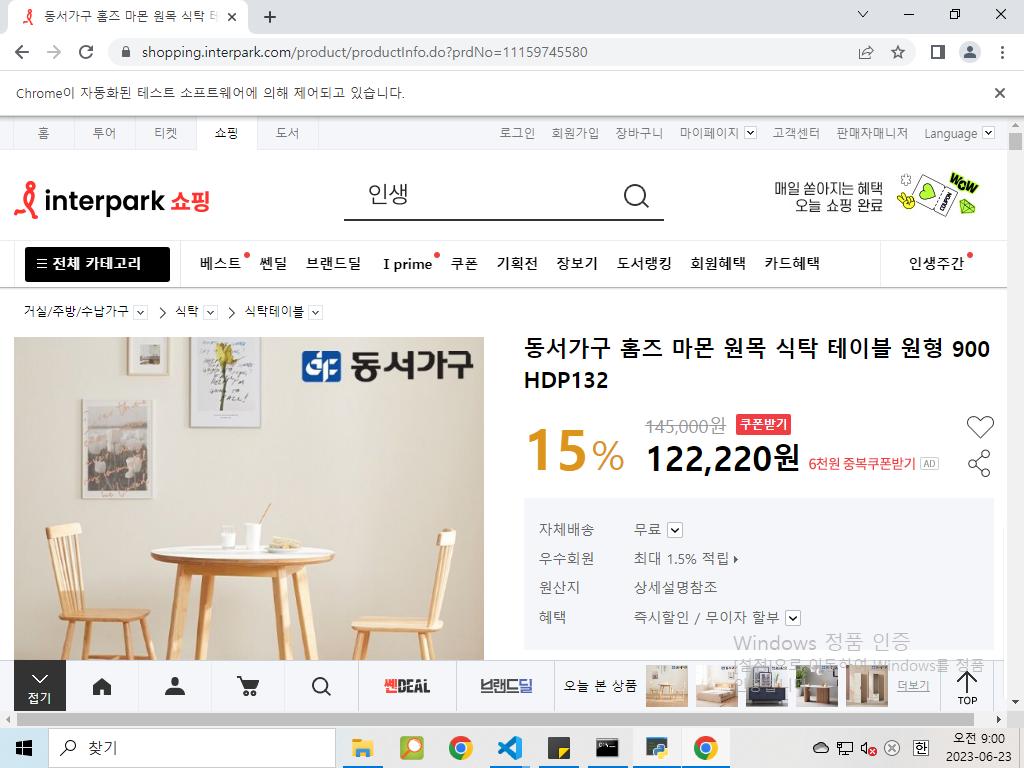 동서가구 홈즈 마몬 원목 식탁 테
shopping.interpark.com/product/productInfo.do?prdNo=11159745580
Chrome이 자동화된 테스트 소프트웨어에 의해 제어되고 있습니다.
홈 투어 티켓 쇼핑 도서 로그인 회원가입 장바구니 마이페이지 고객센터 판매자매니저 Language
interpark 쇼핑
인생
매일 쏟아지는 혜택
오늘 쇼핑 완료
WOW
COUPON
전체 카테고리 베스트 쎈딜 브랜드딜 I prime 쿠폰 기획전 장보기 도서랭킹 회원혜택 카드혜택 인생주간
거실/주방/수납가구 식탁 식탁테이블
동서가구
동서가구 홈즈 마몬 원목 식탁 테이블 원형 900
HDP132
15%
145,000원 쿠폰받기
122,220원 6천원 중복쿠폰받기 AD
자체배송 무료
우수회원 최대 1.5% 적립
원산지 상세설명참조
혜택 즉시할인 / 무이자 할부
Windows 정품 인증
[설정]으로 이동하여 Windows를 정품
접기
쎈DEAL
브랜드딜
오늘 본 상품
더보기
TOP
찾기
한
오전 9:00
2023-06-23